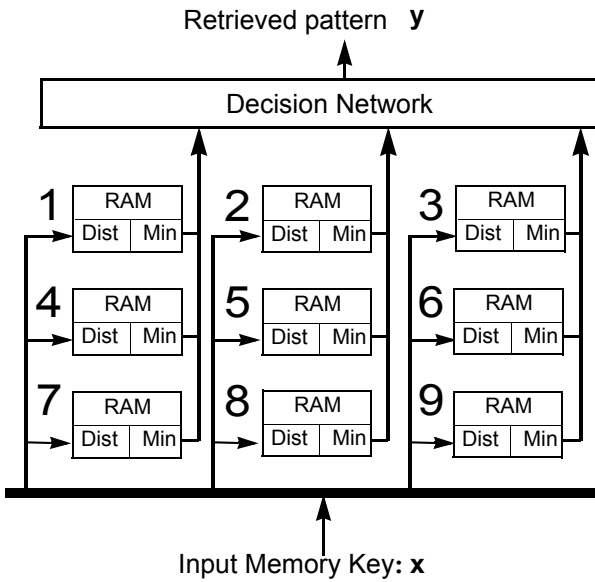 Retrieved pattern y
Decision Network
1 RAM 2 RAM 3 RAM
Dist Min Dist Min Dist Min
4 RAM 5 RAM 6 RAM
Dist Min Dist Min Dist Min
7 RAM 8 RAM 9 RAM
Dist Min Dist Min Dist Min
Input Memory Key: x